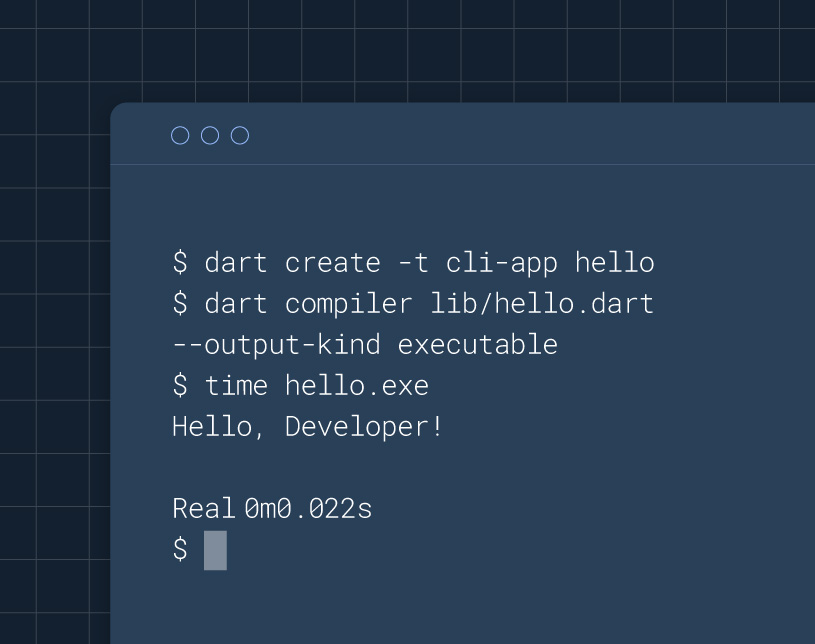 $ dart create -t cli-app hello
$ dart compiler lib/hello.dart
--output-kind executable
$ time hello.exe
Hello, Developer!
Real 0m0.022s
$